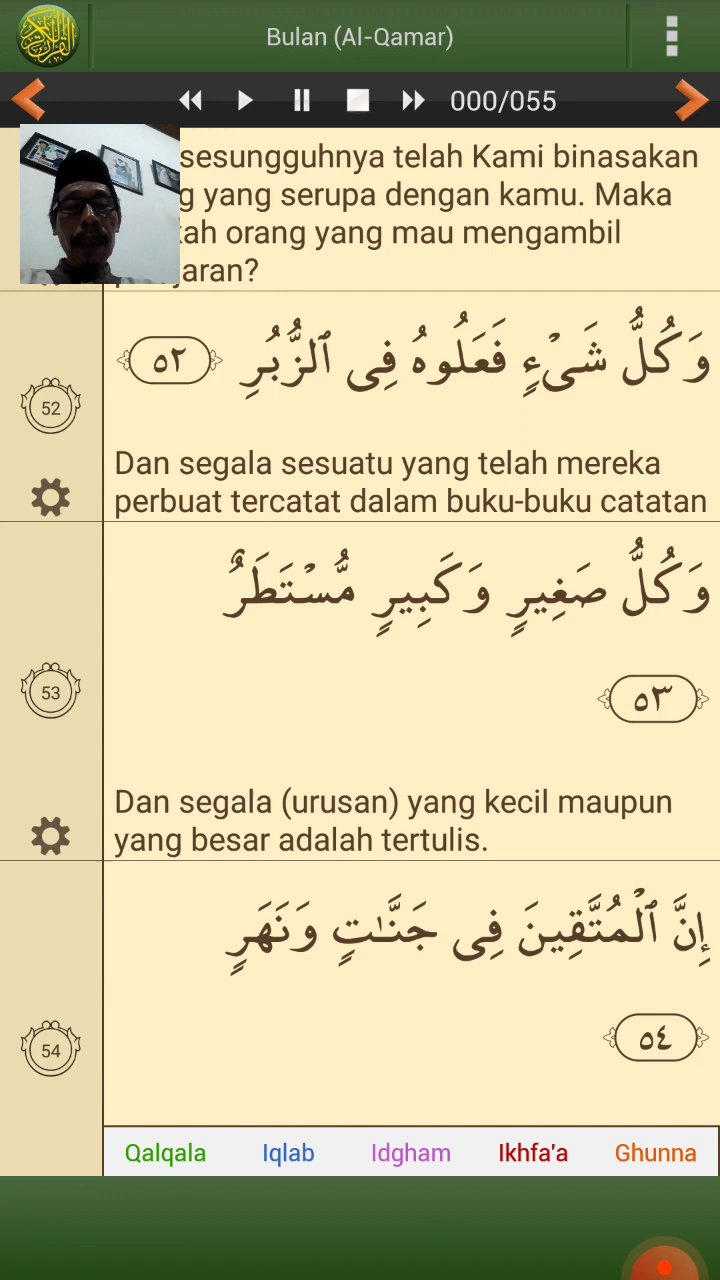 Bulan (Al-Qamar)
000/055
sesungguhnya telah Kami binasakan
yang serupa dengan kamu. Maka
orang yang mau mengambil
وَكُلُّ شَىْءٍ فَعَلُوهُ فِى ٱلزُّبُرِ ٥٢
52
Dan segala sesuatu yang telah mereka
perbuat tercatat dalam buku-buku catatan
وَكُلُّ صَغِيرٍ وَكَبِيرٍ مُّسْتَطَرٌ
٥٣
53
Dan segala (urusan) yang kecil maupun
yang besar adalah tertulis.
إِنَّ ٱلْمُتَّقِينَ فِى جَنَّـٰتٍ وَنَهَرٍ
٥٤
54
Qalqala Iqlab Idgham Ikhfa'a Ghunna